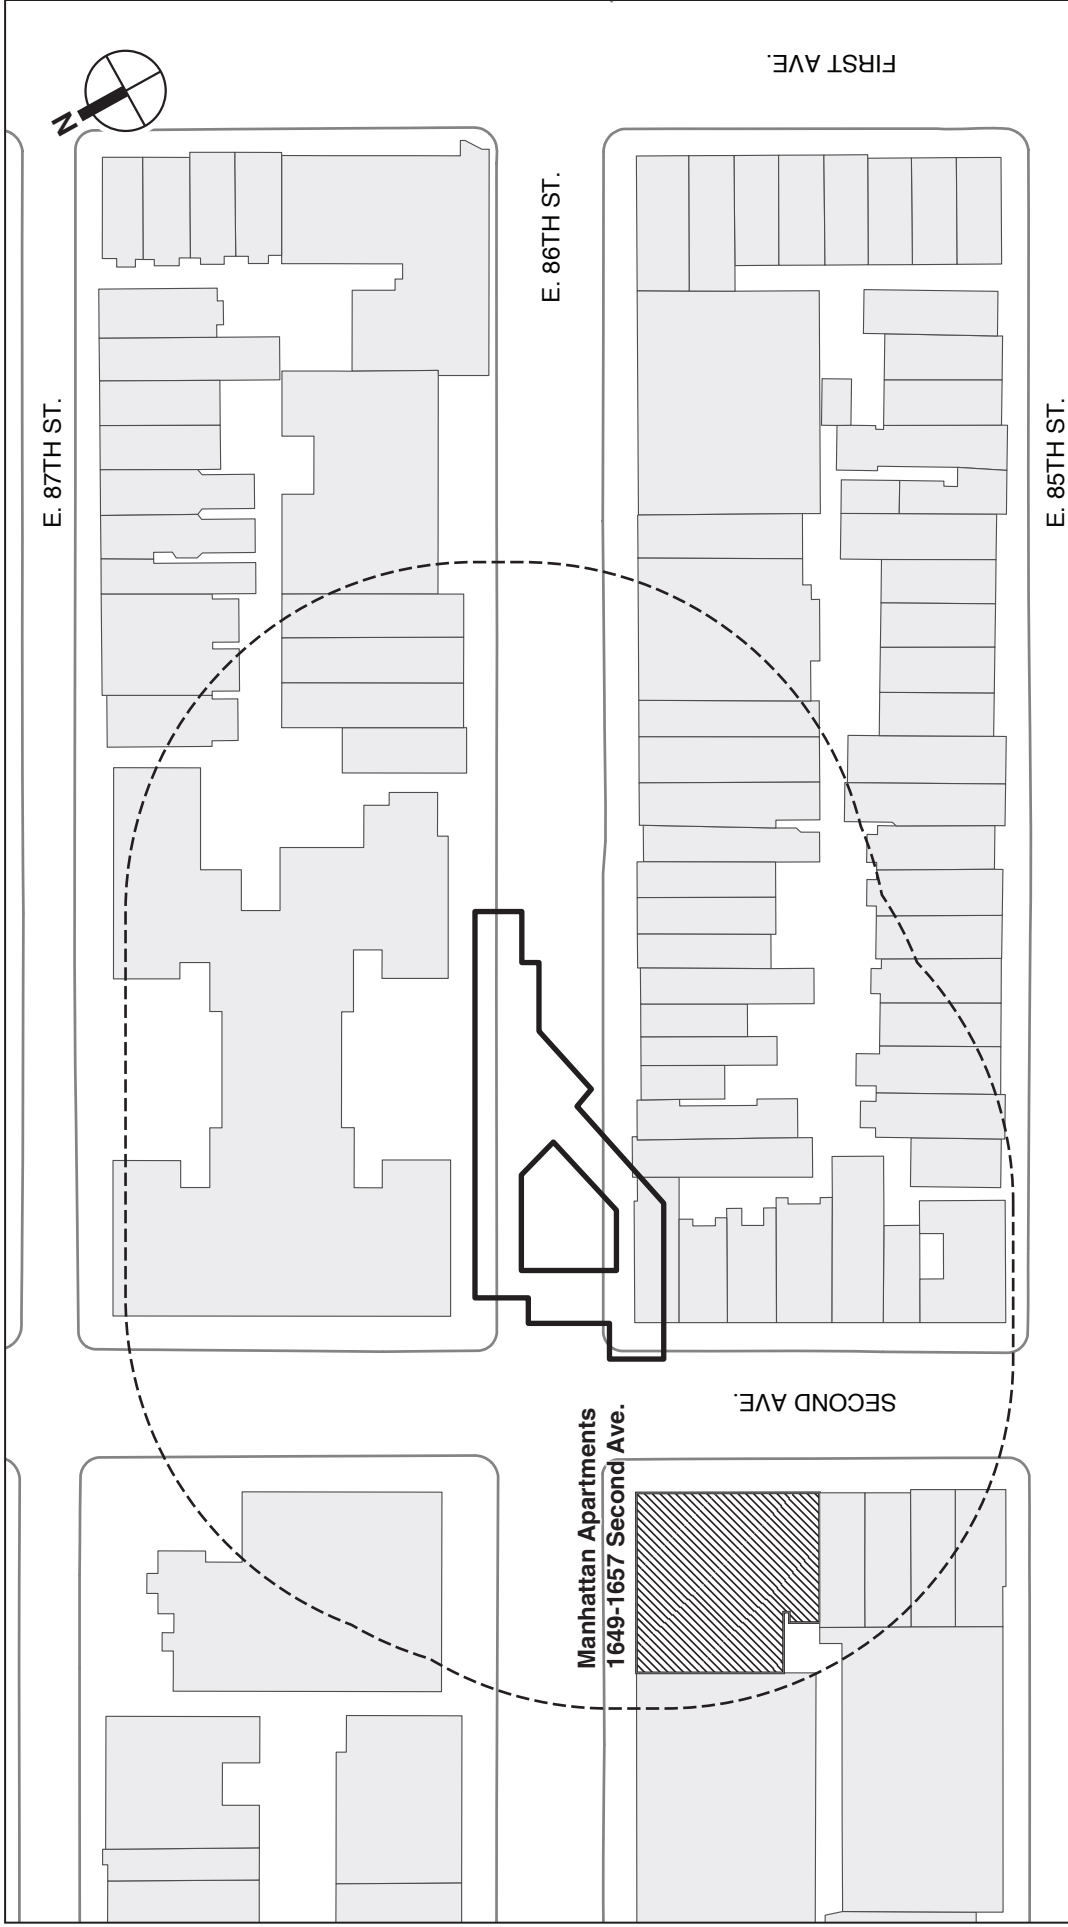 N
FIRST AVE.
E. 86TH ST.
E. 87TH ST.
E. 85TH ST.
SECOND AVE.
Manhattan Apartments
1649-1657 Second Ave.